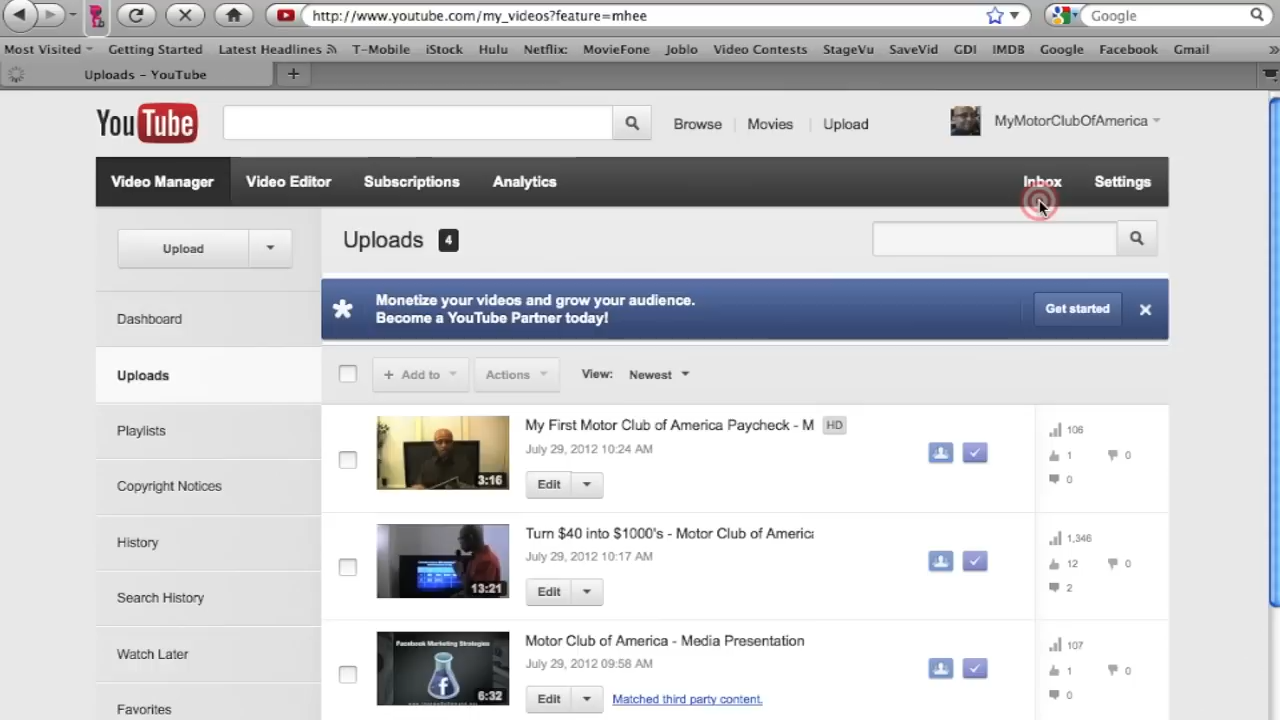 http://www.youtube.com/my_videos?feature=mhee
Google
Most Visited Getting Started Latest Headlines T-Mobile iStock Hulu Netflix: MovieFone Joblo Video Contests StageVu SaveVid GDI IMDB Google Facebook Gmail »
Uploads – YouTube
YouTube
Browse Movies Upload MyMotorClubOfAmerica
Video Manager Video Editor Subscriptions Analytics Inbox Settings
Upload
Uploads 4
Monetize your videos and grow your audience.
Become a YouTube Partner today!
Get started
Dashboard
Uploads
Playlists
Copyright Notices
History
Search History
Watch Later
Favorites
+ Add to Actions View: Newest
My First Motor Club of America Paycheck - M HD
July 29, 2012 10:24 AM
Edit
3:16
106
1 0
0
Turn $40 into $1000's - Motor Club of America
July 29, 2012 10:17 AM
Edit
13:21
1,346
12 0
2
Motor Club of America - Media Presentation
July 29, 2012 09:58 AM
Edit Matched third party content.
Facebook Marketing Strategies
6:32
107
1 0
0